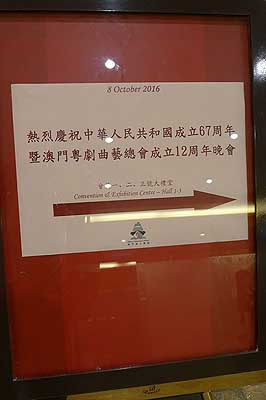 8 October 2016
熱烈慶祝中華人民共和國成立67周年
暨澳門粵劇曲藝總會成立12周年晚會
一、二、三號大禮堂
Convention & Exhibition Centre – Hall 1-3